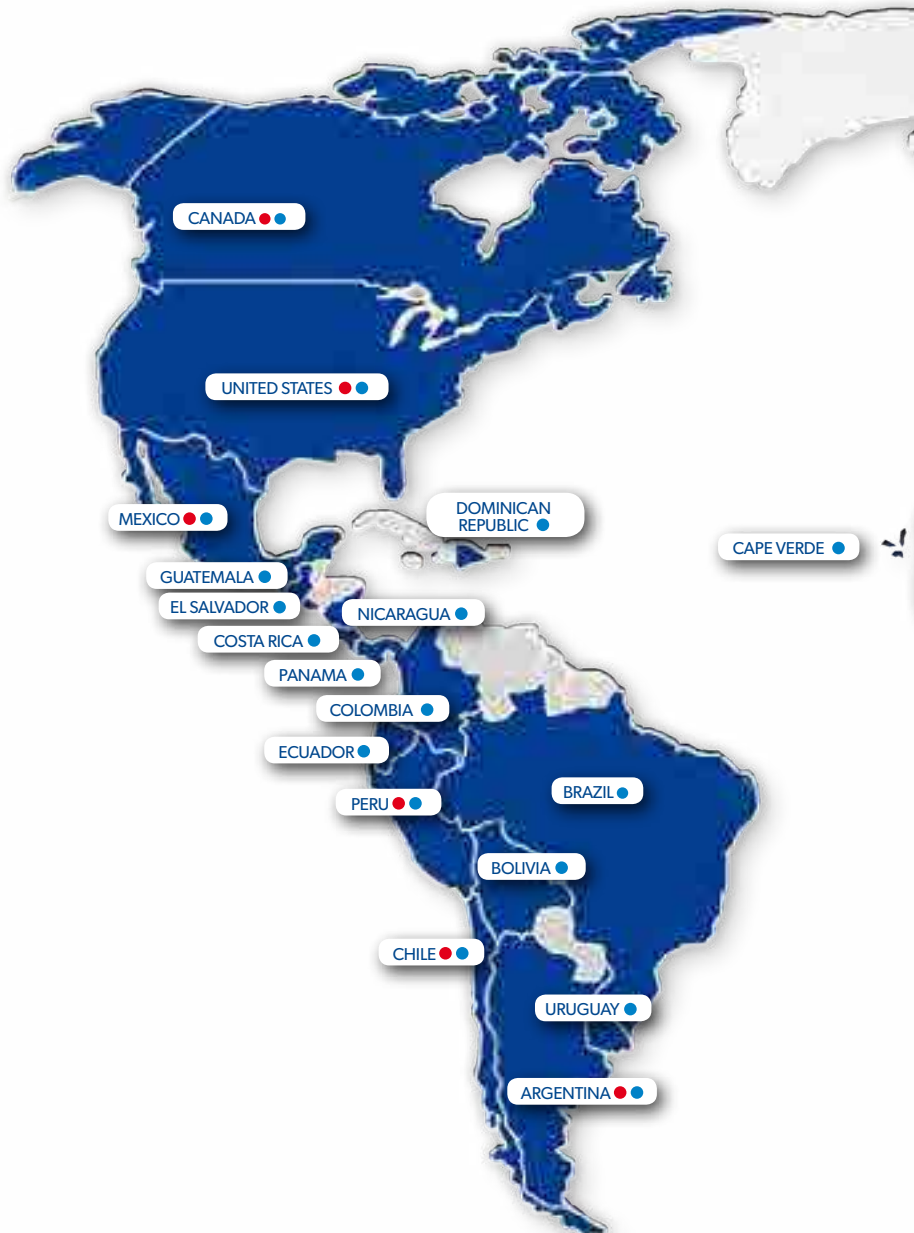 CANADA
UNITED STATES
MEXICO
DOMINICAN
REPUBLIC
CAPE VERDE
GUATEMALA
EL SALVADOR
NICARAGUA
COSTA RICA
PANAMA
COLOMBIA
ECUADOR
BRAZIL
PERU
BOLIVIA
CHILE
URUGUAY
ARGENTINA